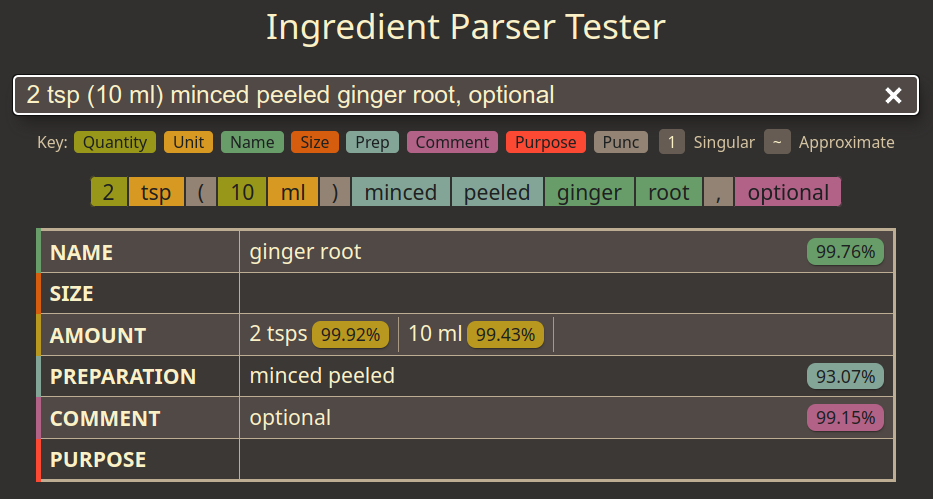 Ingredient Parser Tester
2 tsp (10 ml) minced peeled ginger root, optional ×
Key: Quantity Unit Name Size Prep Comment Purpose Punc 1 Singular ~ Approximate
2 tsp ( 10 ml ) minced peeled ginger root , optional
NAME ginger root 99.76%
SIZE
AMOUNT 2 tsps 99.92% 10 ml 99.43%
PREPARATION minced peeled 93.07%
COMMENT optional 99.15%
PURPOSE